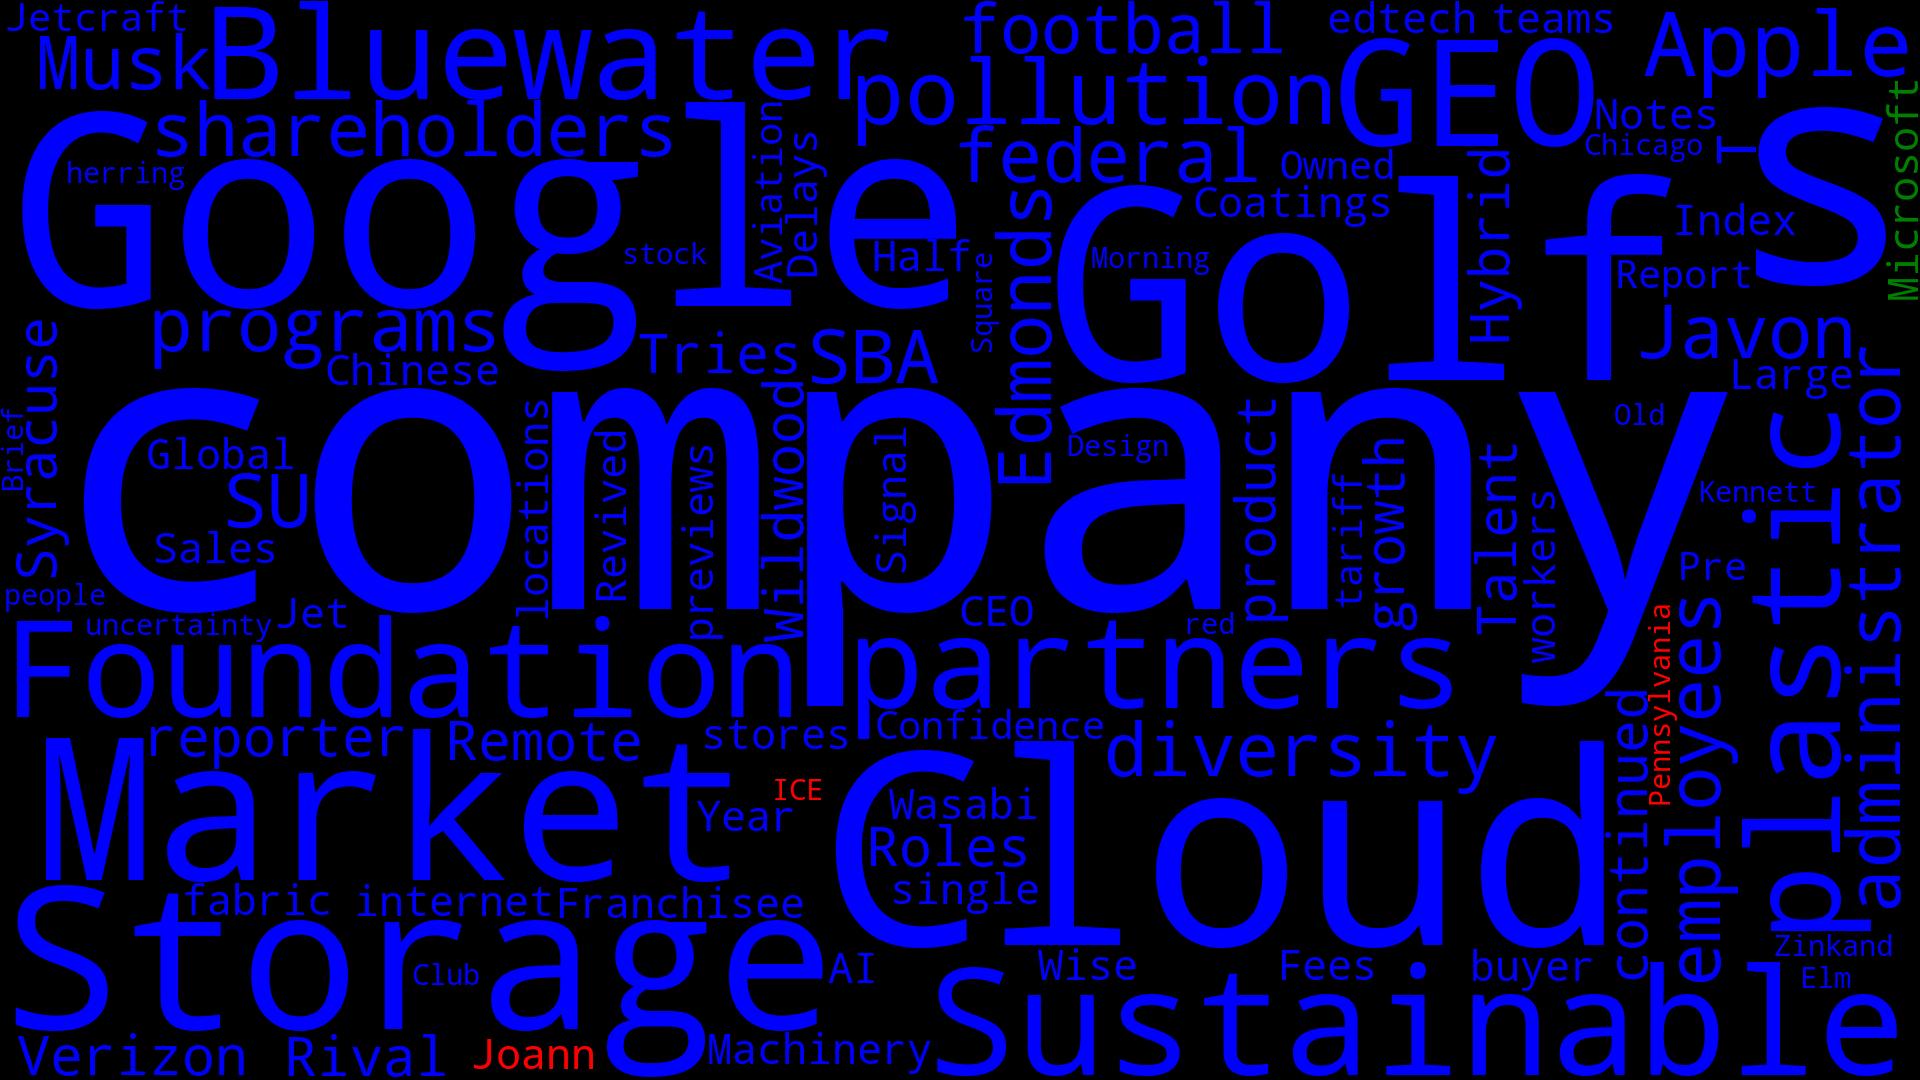 Jetcraft
Musk
Bluewater
football
edtech
teams
Apple
pollution
GEO
Notes
Microsoft
shareholders
Google
herring
Aviation
Delays
federal
Owned
Chicago
T
S
Coatings
Hybrid
Index
stock
Half
Square
Edmonds
Morning
Golf
Report
programs
Chinese
Tries
SBA
Javon
Large
Syracuse
Brief
company
Global
SU
Sales
locations
Revived
previews
Wildwood
Signal
Design
product
tariff
growth
Talent
workers
Old
Kennett
plastic
administrator
people
uncertainty
Jet
CEO
red
Pre
Foundation
partners
Pennsylvania
employees
continued
reporter
Remote
stores
Confidence
diversity
Market
ICE
Year
Wasabi
Roles
single
Cloud
fabric
internet
Franchisee
Storage
Club
AI
Wise
Fees
buyer
Zinkand
Elm
Verizon
Rival
Joann
Machinery
Sustainable